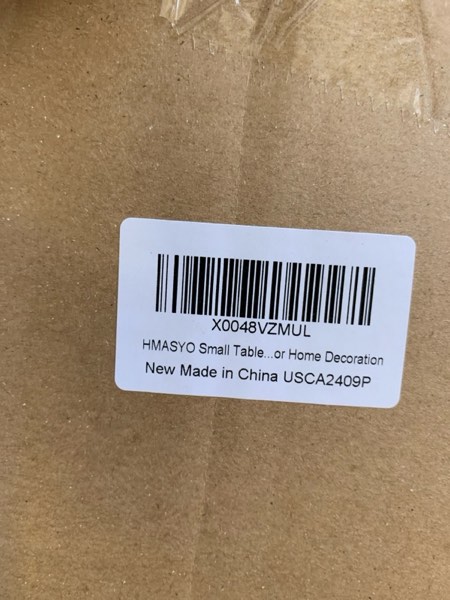 X0048VZMUL
HMASYO Small Table...or Home Decoration
New Made in China USCA2409P